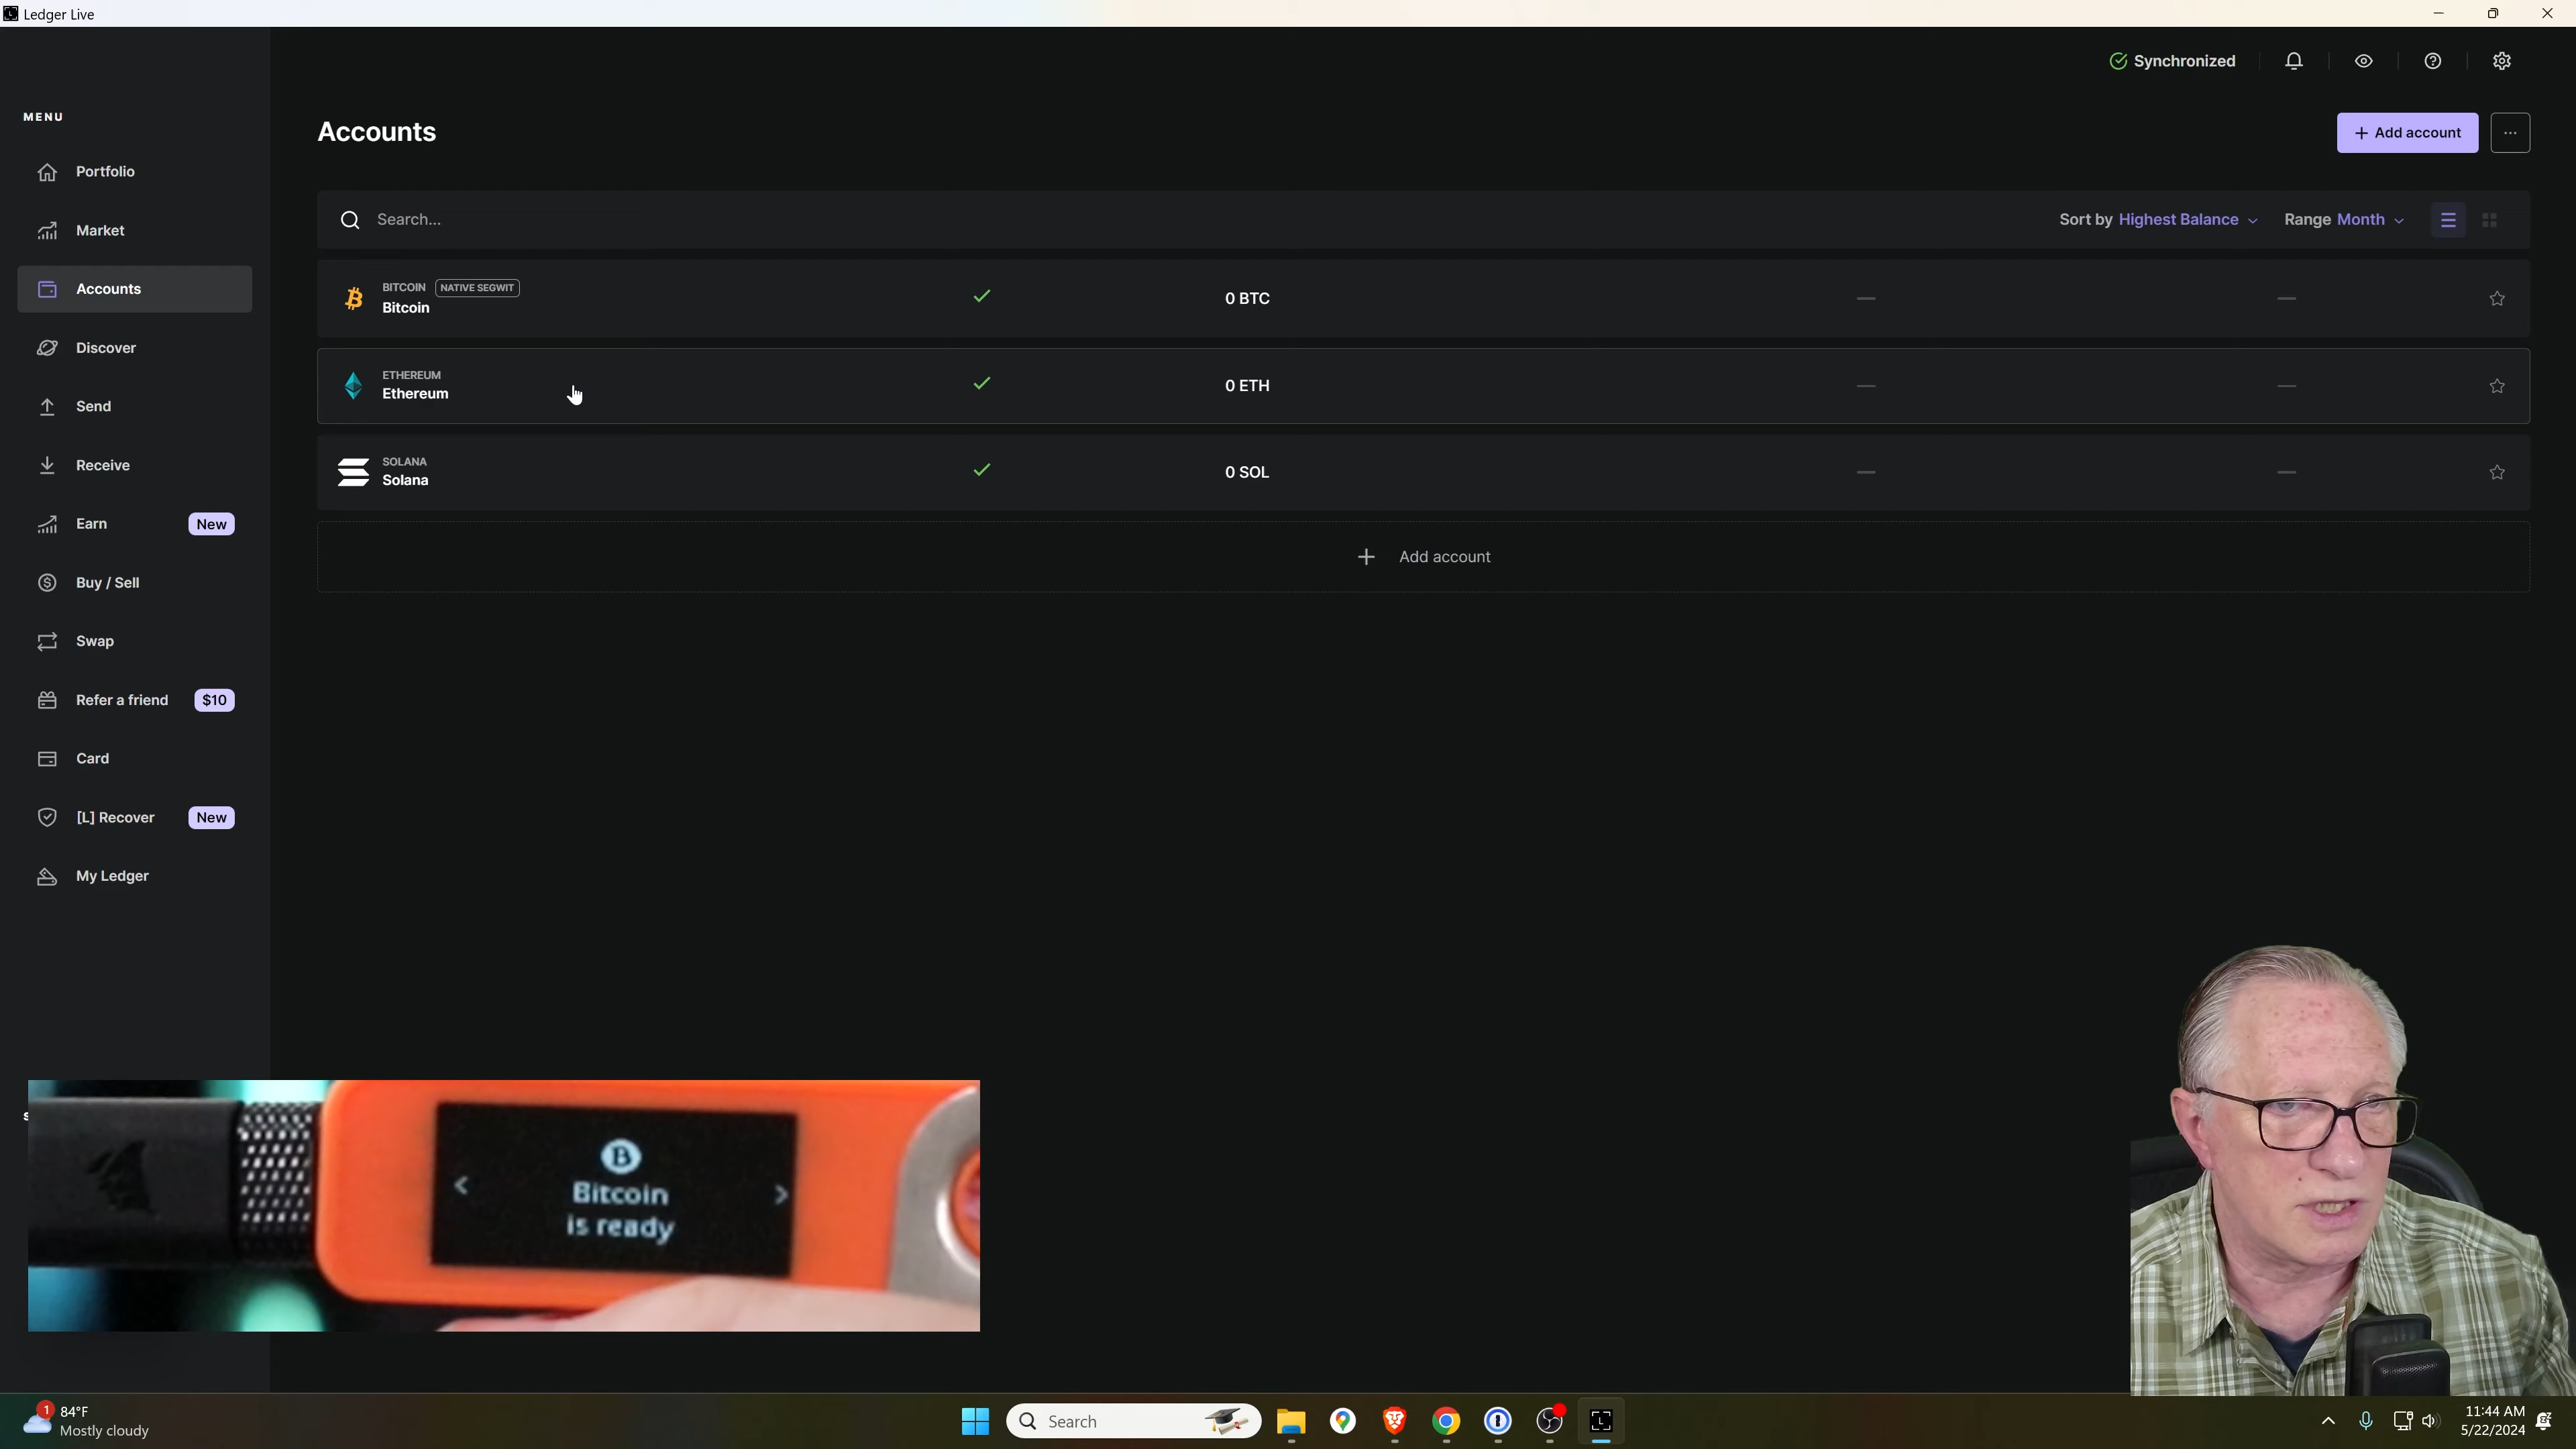 Ledger Live
Synchronized
MENU
Accounts
+ Add account
Portfolio
Market
Accounts
Discover
Send
Receive
Earn New
Buy / Sell
Swap
Refer a friend $10
Card
[L] Recover New
My Ledger
Search...
Sort by Highest Balance
Range Month
BITCOIN NATIVE SEGWIT
Bitcoin
0 BTC
ETHEREUM
Ethereum
0 ETH
SOLANA
Solana
0 SOL
+ Add account
Bitcoin
is ready
1
84°F
Mostly cloudy
Search
11:44 AM
5/22/2024